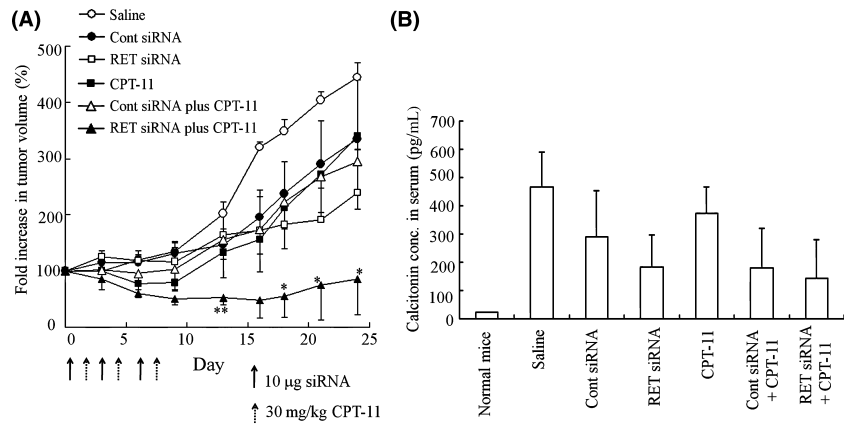 (A)
Saline
Cont siRNA
RET siRNA
CPT-11
Cont siRNA plus CPT-11
RET siRNA plus CPT-11
Fold increase in tumor volume (%)
500
400
300
200
100
0
**
*
*
*
0 5 10 15 20 25
Day
10 μg siRNA
30 mg/kg CPT-11
(B)
Calcitonin conc. in serum (pg/mL)
700
600
500
400
300
200
100
0
Normal mice
Saline
Cont siRNA
RET siRNA
CPT-11
Cont siRNA
+ CPT-11
RET siRNA
+ CPT-11